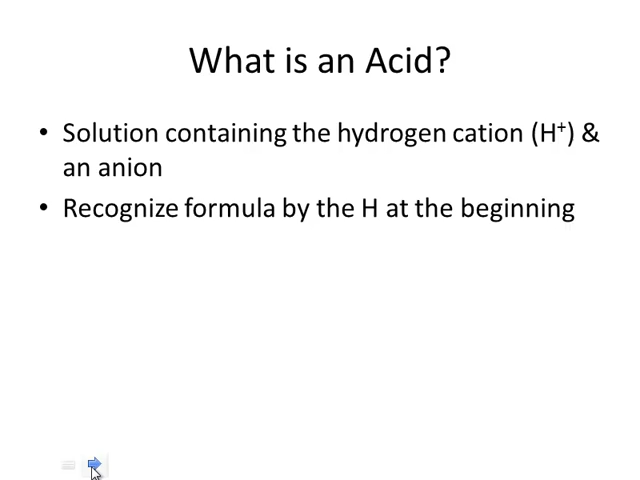 What is an Acid?
• Solution containing the hydrogen cation (H⁺) &
an anion
• Recognize formula by the H at the beginning